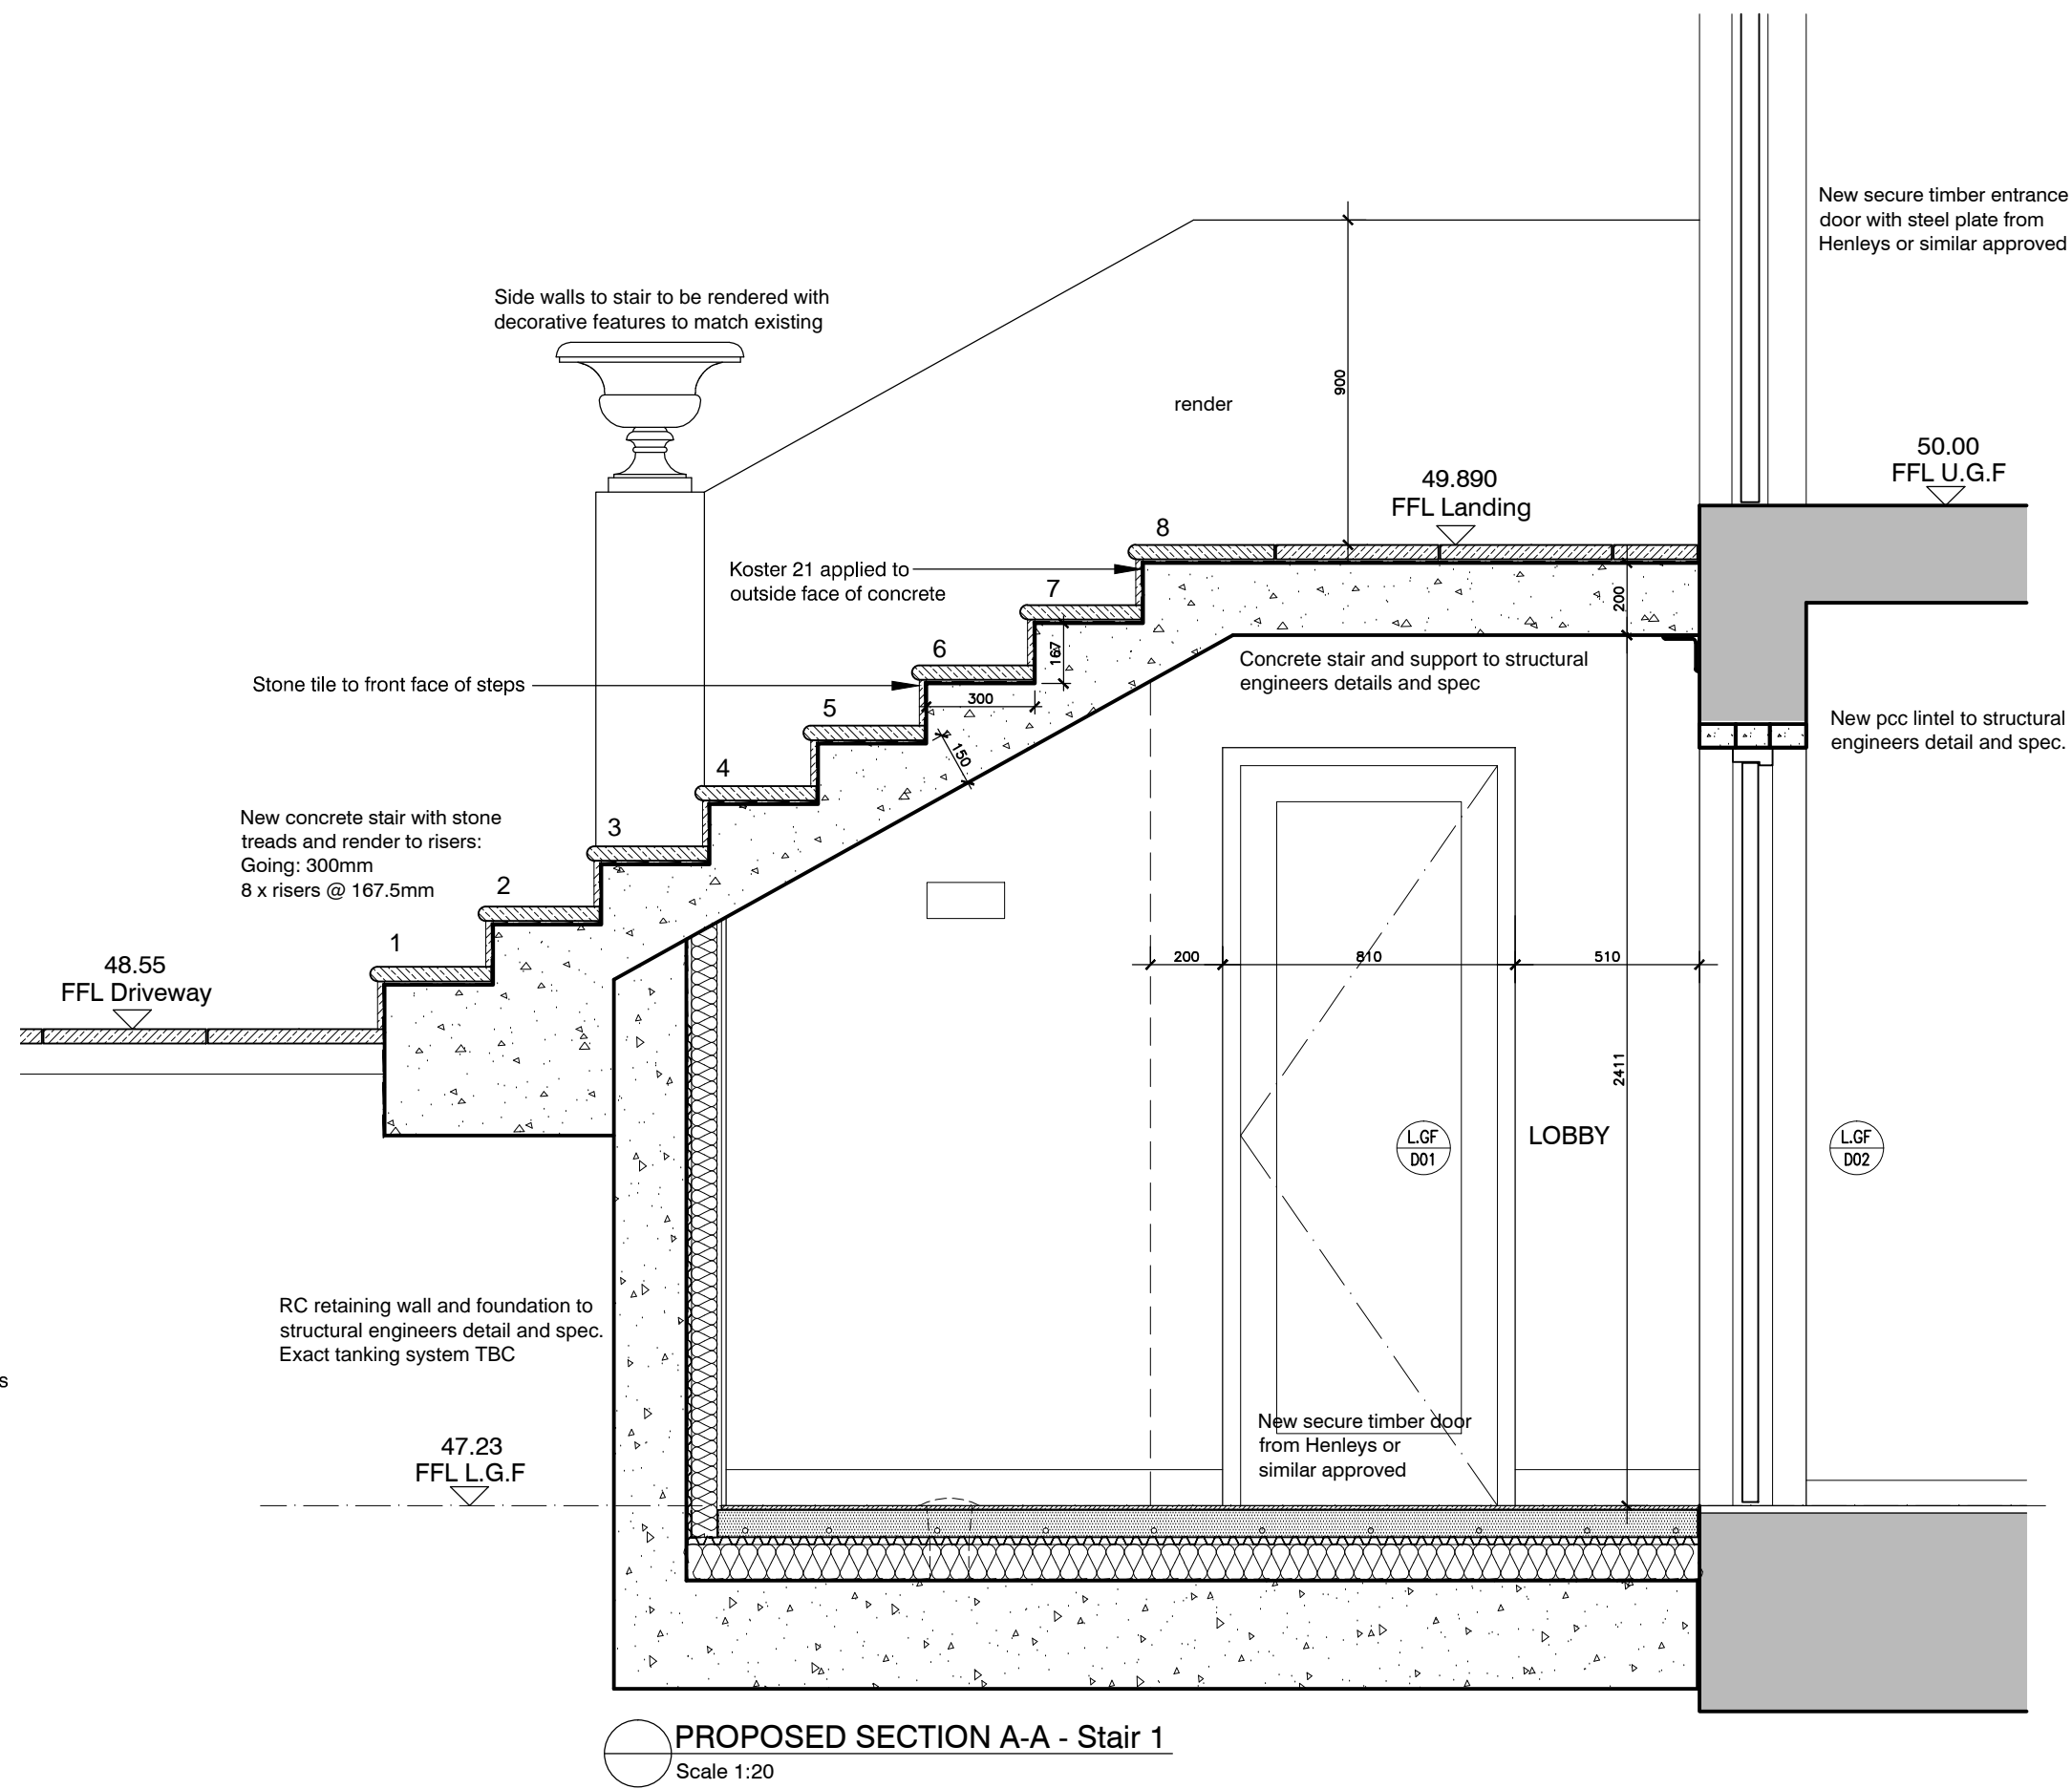 New secure timber entrance
door with steel plate from
Henleys or similar approved
Side walls to stair to be rendered with
decorative features to match existing
900
render
50.00
FFL U.G.F
49.890
FFL Landing
8
Koster 21 applied to
outside face of concrete
7
200
167
6
Concrete stair and support to structural
engineers details and spec
Stone tile to front face of steps
300
5
New pcc lintel to structural
engineers detail and spec.
150
4
New concrete stair with stone
treads and render to risers:
Going: 300mm
8 x risers @ 167.5mm
3
2
1
48.55
FFL Driveway
200
810
510
2411
L.GF
D01
LOBBY
L.GF
D02
RC retaining wall and foundation to
structural engineers detail and spec.
Exact tanking system TBC
s
New secure timber door
from Henleys or
similar approved
47.23
FFL L.G.F
PROPOSED SECTION A-A - Stair 1
Scale 1:20